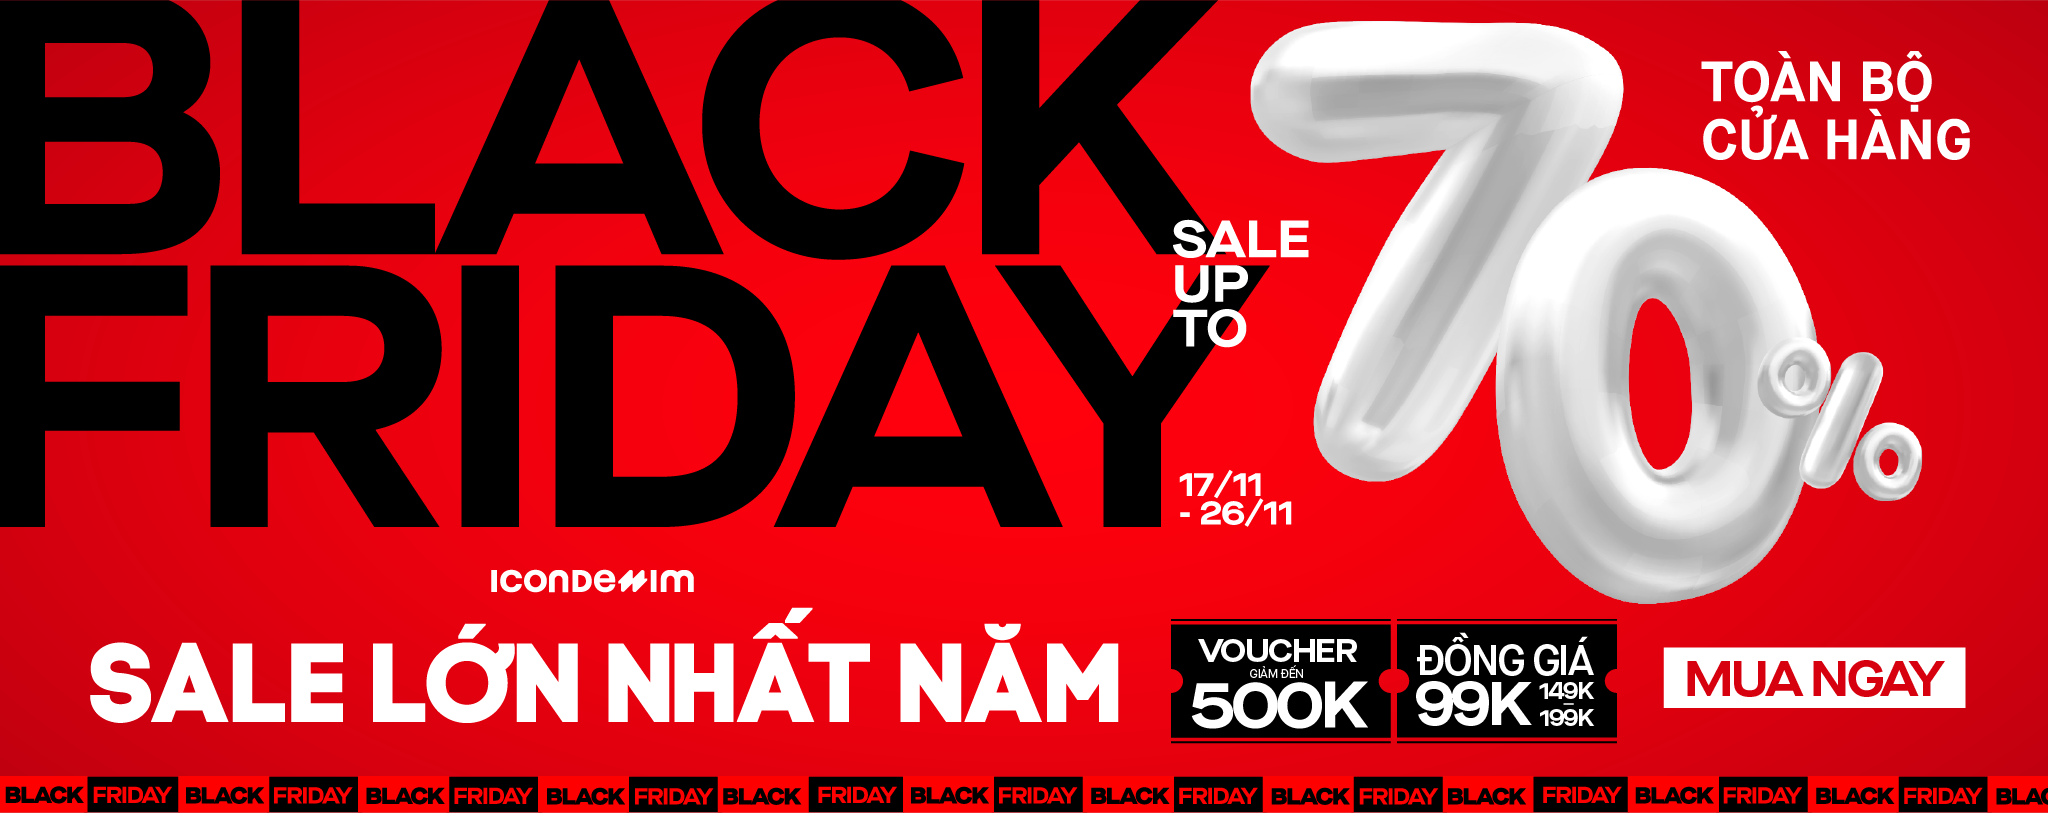 BLACK
FRIDAY
SALE
UP
TO
70%
TOÀN BỘ
CỬA HÀNG
17/11
- 26/11
ICONDENIM
SALE LỚN NHẤT NĂM
VOUCHER
GIẢM ĐẾN
500K
ĐỒNG GIÁ
99K 149K
-
199K
MUA NGAY
BLACK FRIDAY BLACK FRIDAY BLACK FRIDAY BLACK FRIDAY BLACK FRIDAY BLACK FRIDAY BLACK FRIDAY BLACK FRIDAY BLACK FRIDAY BLACK FRIDAY BLACK FRIDAY BLAC